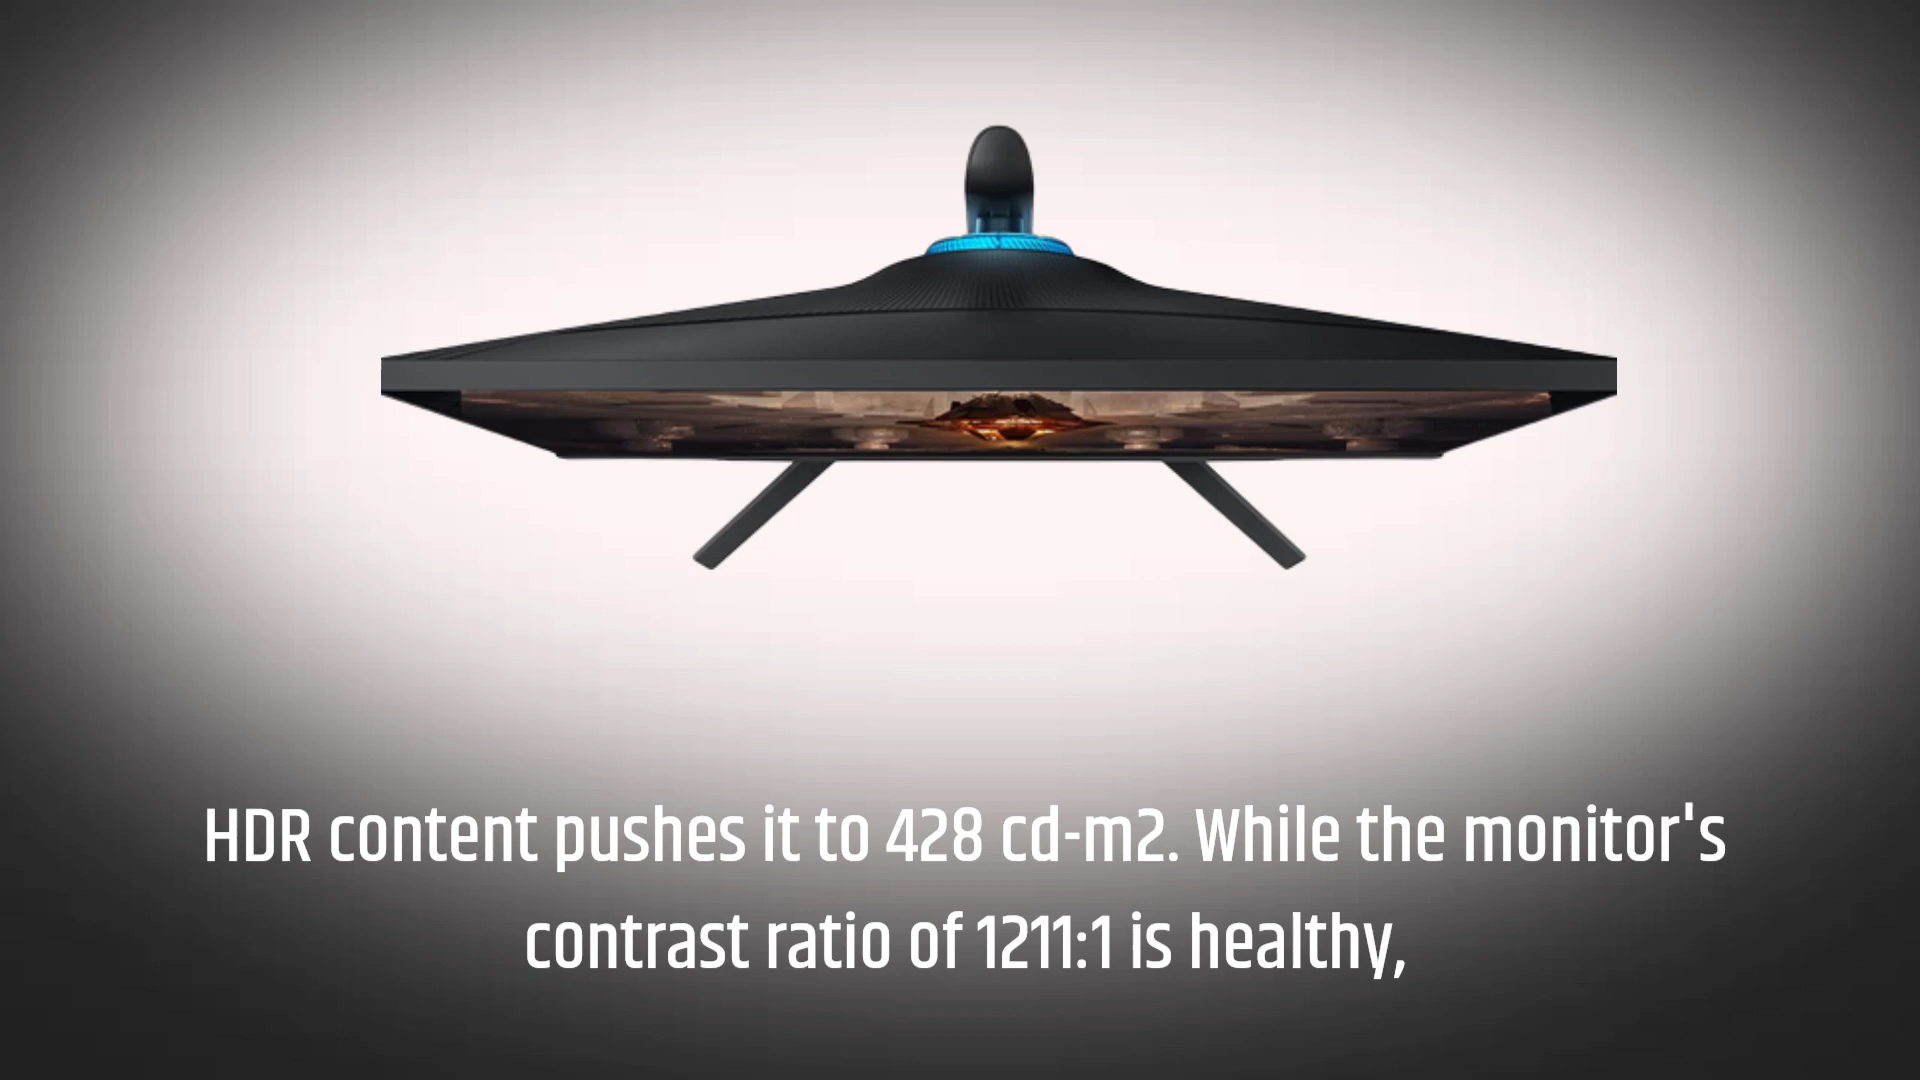 HDR content pushes it to 428 cd-m2. While the monitor's
contrast ratio of 1211:1 is healthy,